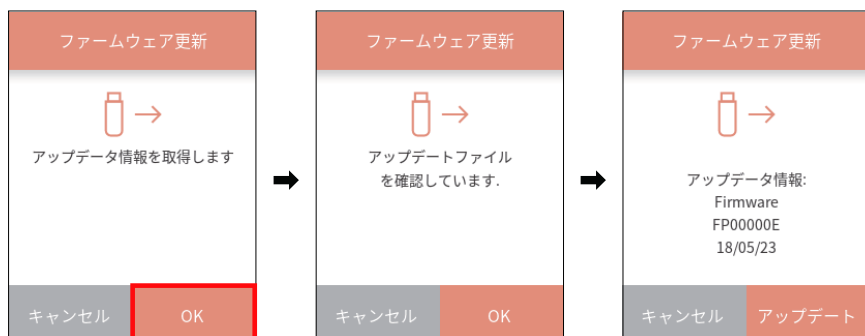 ファームウェア更新
アップデータ情報を取得します
キャンセル
OK
ファームウェア更新
アップデートファイル
を確認しています.
キャンセル
OK
ファームウェア更新
アップデータ情報:
Firmware
FP00000E
18/05/23
キャンセル
アップデート